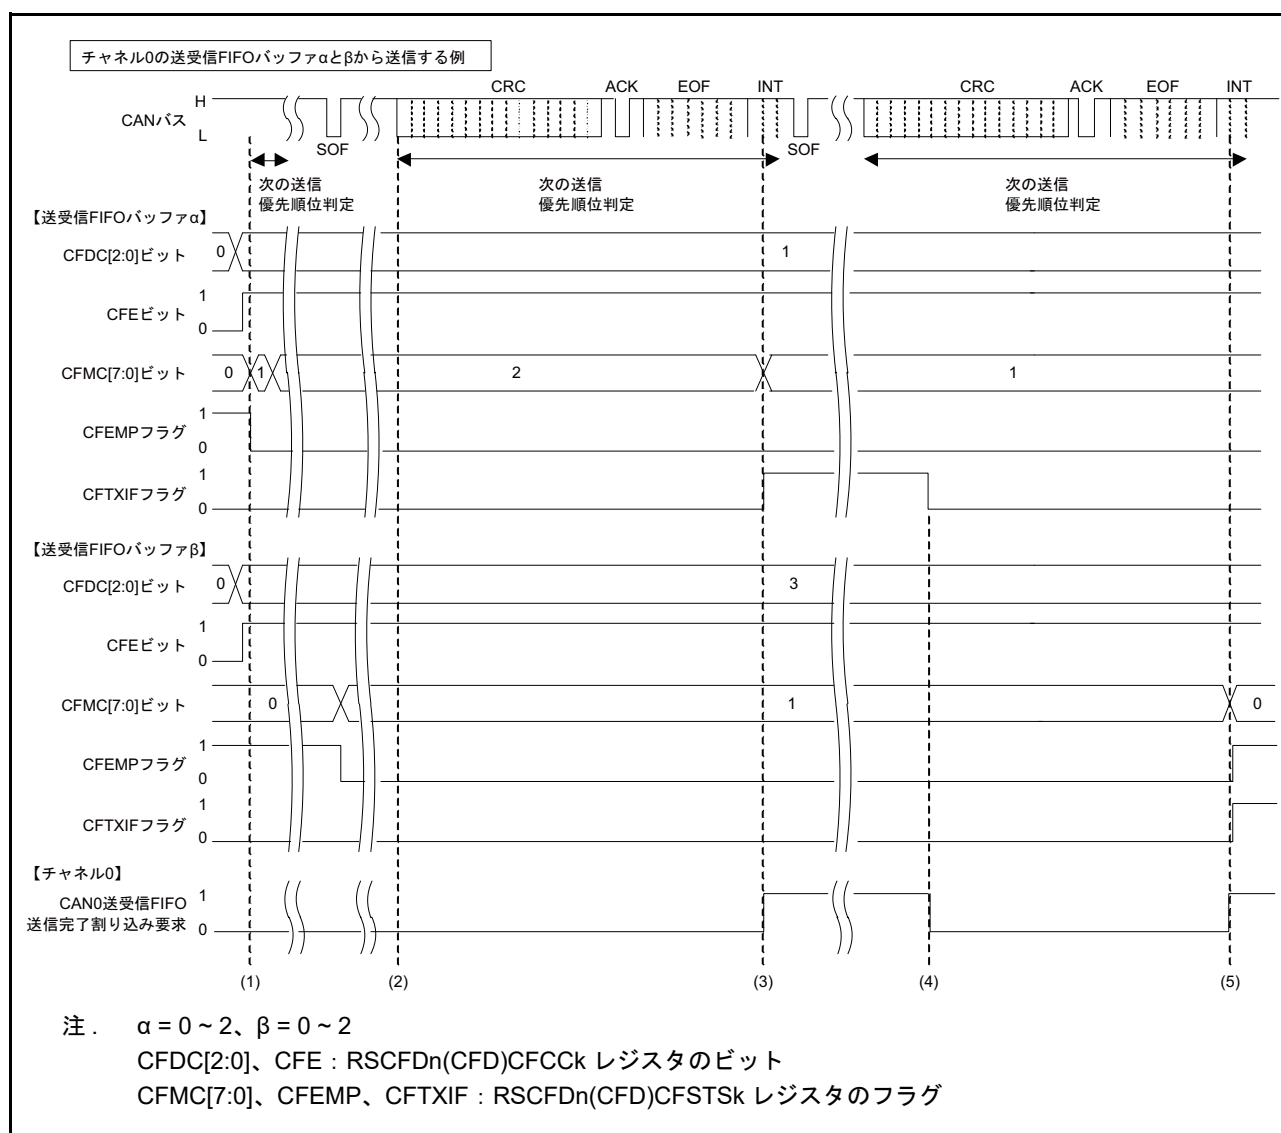 チャネル0の送受信FIFOバッファαとβから送信する例
CRC ACK EOF INT CRC ACK EOF INT
H
CANバス
L
SOF SOF
次の送信
優先順位判定
次の送信
優先順位判定
次の送信
優先順位判定
【送受信FIFOバッファα】
CFDC[2:0]ビット 0 1
1
CFEビット
0
CFMC[7:0]ビット 0 1 2 1
1
CFEMPフラグ
0
1
CFTXIFフラグ
0
【送受信FIFOバッファβ】
CFDC[2:0]ビット 0 3
1
CFEビット
0
CFMC[7:0]ビット 0 1 0
1
CFEMPフラグ
0
1
CFTXIFフラグ
0
【チャネル0】
CAN0送受信FIFO 1
送信完了割り込み要求 0
(1) (2) (3) (4) (5)
注 . α = 0 ~ 2、β = 0 ~ 2
CFDC[2:0]、CFE : RSCFDn(CFD)CFCCk レジスタのビット
CFMC[7:0]、CFEMP、CFTXIF : RSCFDn(CFD)CFSTSk レジスタのフラグ